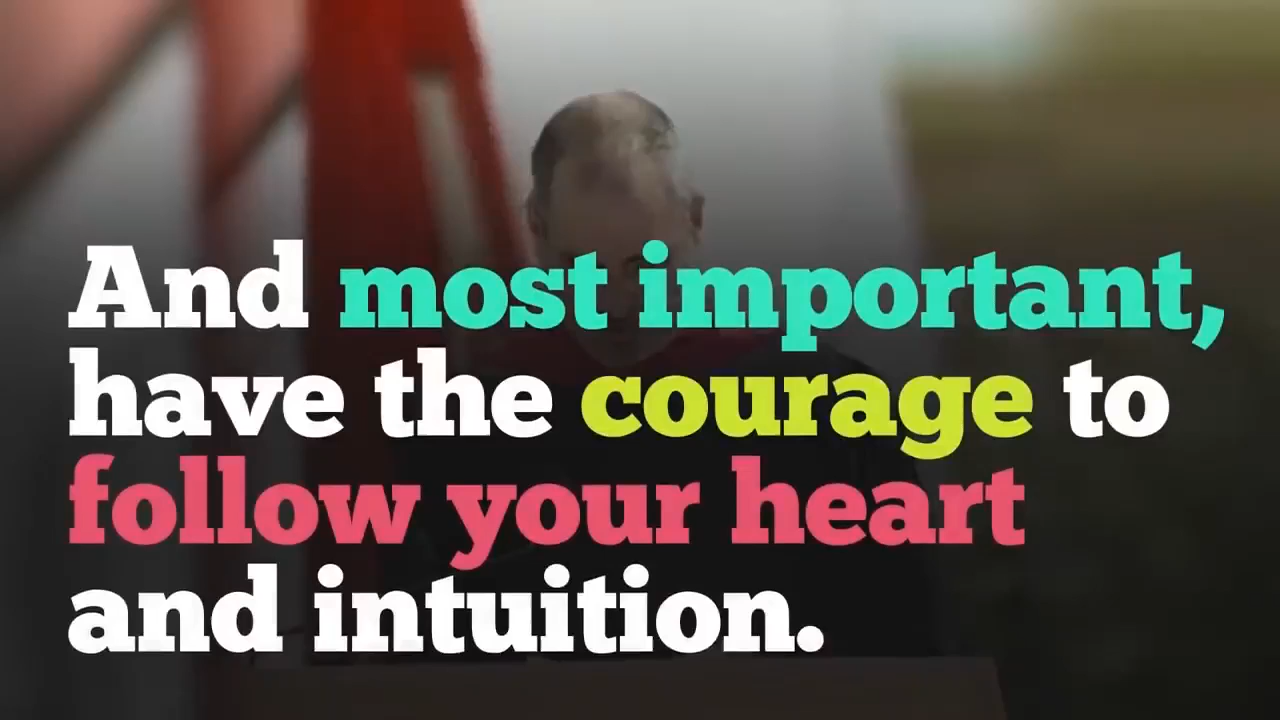 And most important,
have the courage to
follow your heart
and intuition.